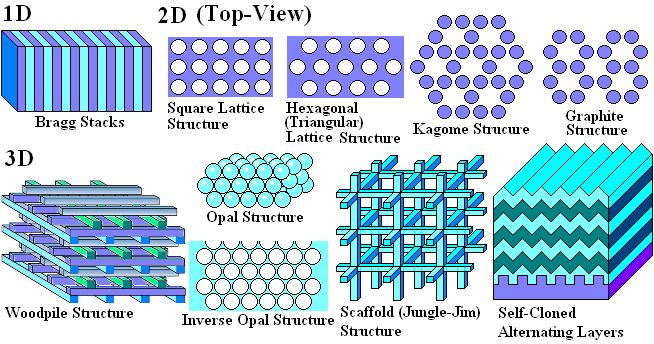 1D
2D (Top-View)
Bragg Stacks
Square Lattice
Structure
Hexagonal
(Triangular)
Lattice Structure
Kagome Strucure
Graphite
Structure
3D
Woodpile Structure
Opal Structure
Inverse Opal Structure
Scaffold (Jungle-Jim)
Structure
Self-Cloned
Alternating Layers